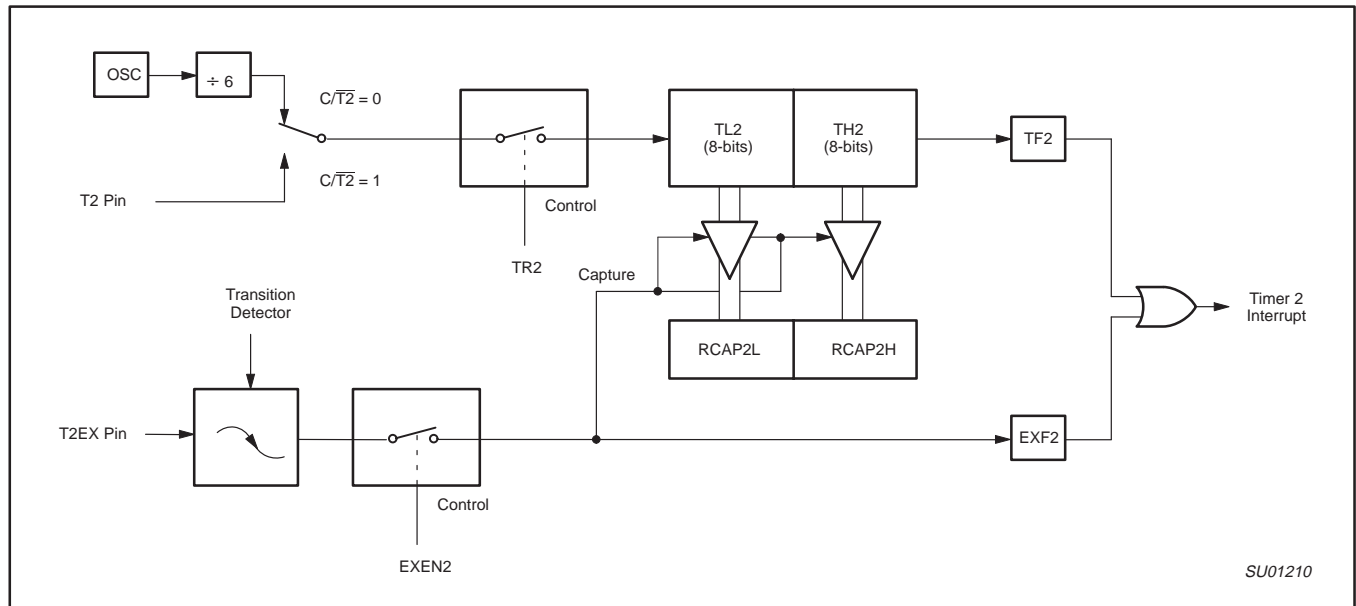 OSC
÷ 6
C/T2 = 0
C/T2 = 1
T2 Pin
Control
TR2
TL2
(8-bits)
TH2
(8-bits)
TF2
Capture
RCAP2L
RCAP2H
Timer 2
Interrupt
Transition
Detector
T2EX Pin
Control
EXEN2
EXF2
SU01210